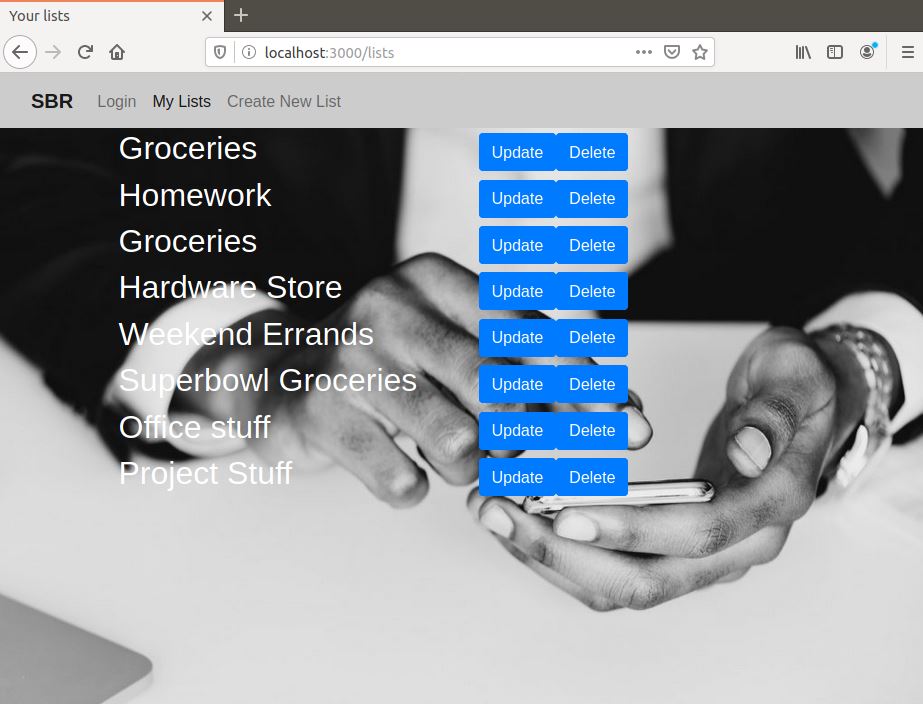 Your lists
localhost:3000/lists
SBR Login My Lists Create New List
Groceries Update Delete
Homework Update Delete
Groceries Update Delete
Hardware Store Update Delete
Weekend Errands Update Delete
Superbowl Groceries Update Delete
Office stuff Update Delete
Project Stuff Update Delete